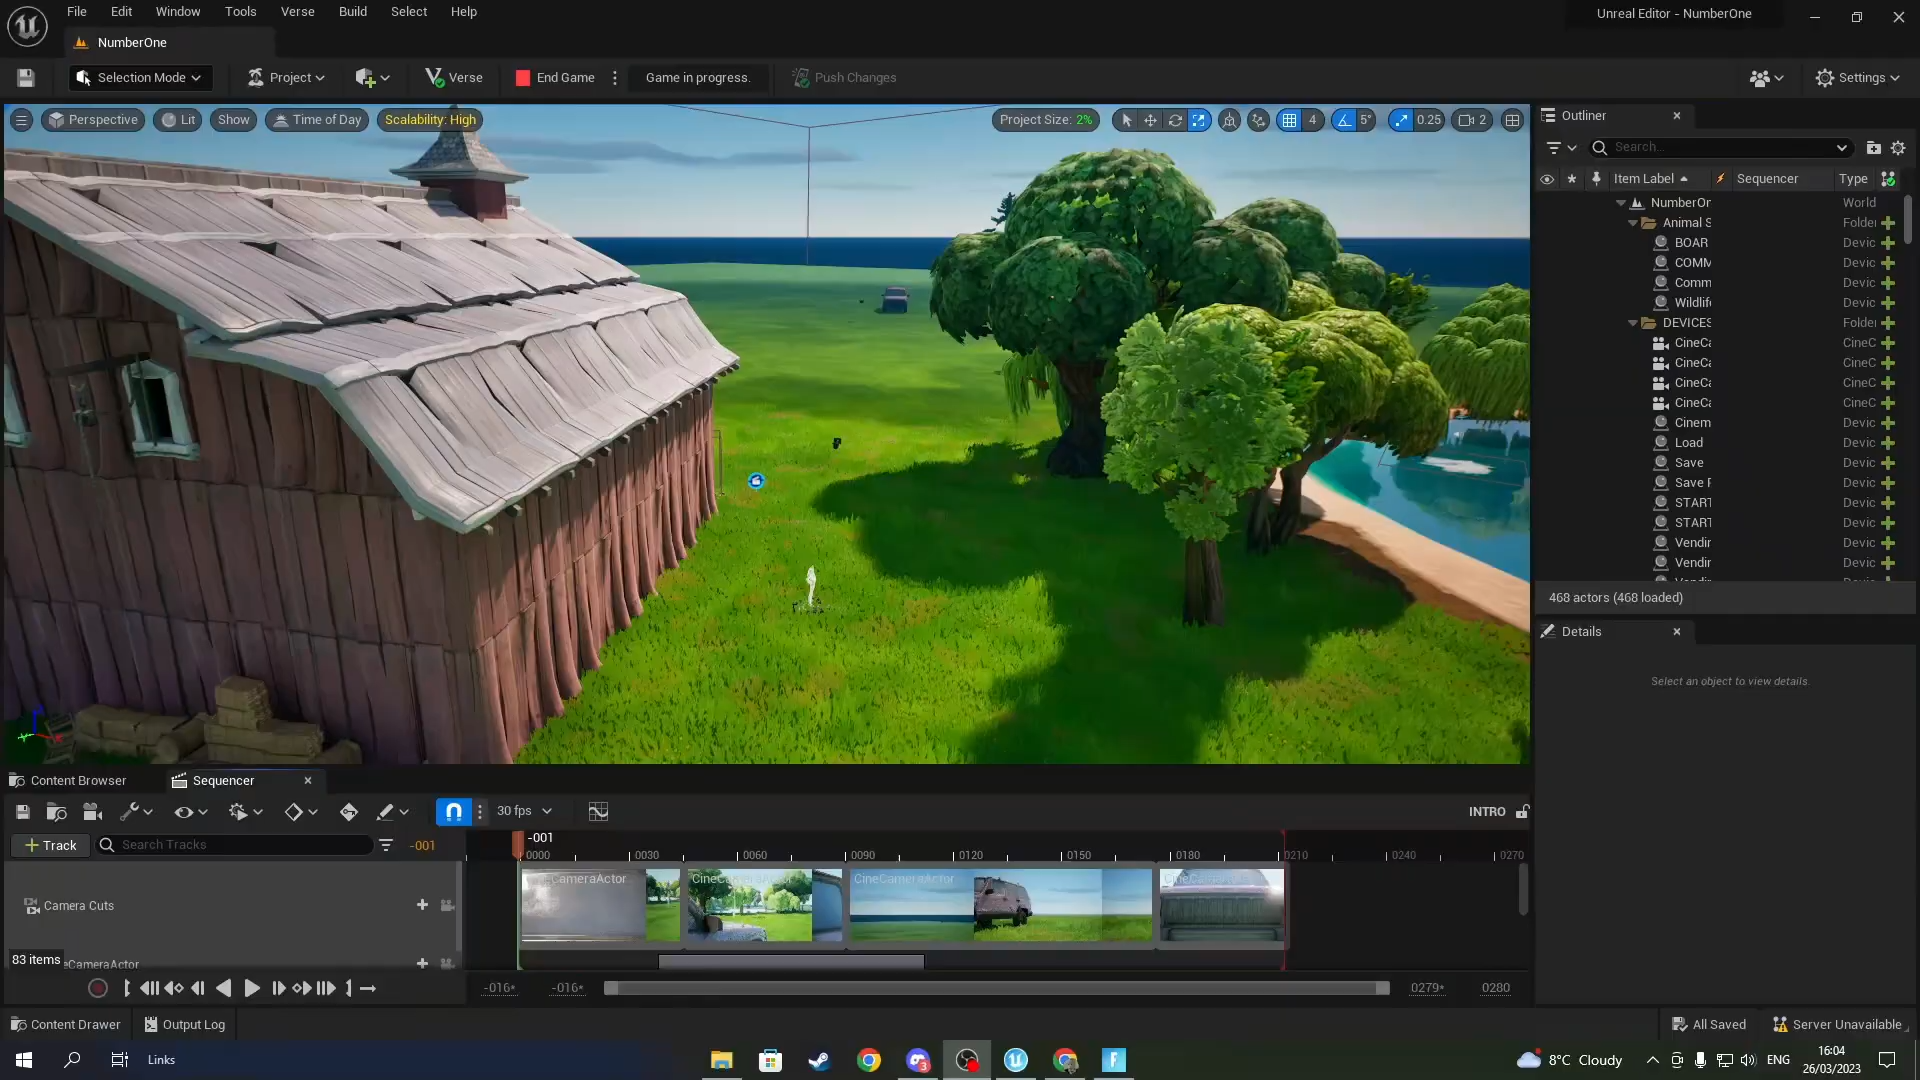 File Edit Window Tools Verse Build Select Help
Unreal Editor - NumberOne
NumberOne
Selection Mode Project Verse End Game Game in progress. Push Changes Settings
Perspective Lit Show Time of Day Scalability: High Project Size: 2% 4 5° 0.25 2
Outliner
Search...
Item Label Sequencer Type
NumberOn World
Animal S Folder
BOAR Devic
COMM Devic
Comm Devic
Wildlife Devic
DEVICES Folder
CineCa CineC
CineCa CineC
CineCa CineC
CineCa CineC
Cinem Devic
Load Devic
Save Devic
Save Devic
START Devic
START Devic
Vendin Devic
Vendin Devic
468 actors (468 loaded)
Details
Select an object to view details.
Content Browser Sequencer
30 fps INTRO
Track Search Tracks -001 -001
0000 0030 0060 0090 0120 0150 0180 0210 0240 0270
CameraActor CineCameraActor CineCameraActor
Camera Cuts
83 items eCameraActor
-016* -016* 0279* 0280
Content Drawer Output Log All Saved Server Unavailable
Links 8°C Cloudy ENG 16:04
26/03/2023